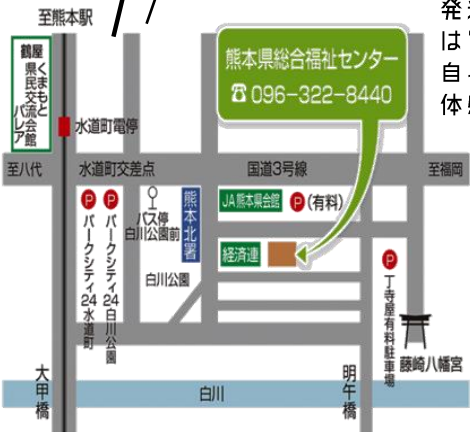 至熊本駅
熊本県総合福祉センター
☎096-322-8440
鶴屋
くまもと
県民交流会館
パレア
水道町電停
至八代
水道町交差点
国道3号線
至福岡
P
パークシティ24水道町
P
パークシティ24白川公園
バス停
白川公園前
熊本北署
JA熊本県会館
P(有料)
経済連
白川公園
P
丁寺屋有料駐車場
藤崎八幡宮
大甲橋
白川
明午橋
は
自
体